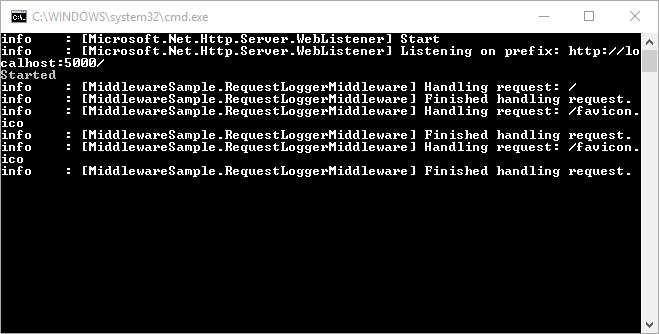 C:\WINDOWS\system32\cmd.exe
info    : [Microsoft.Net.Http.Server.WebListener] Start
info    : [Microsoft.Net.Http.Server.WebListener] Listening on prefix: http://lo
calhost:5000/
Started
info    : [MiddlewareSample.RequestLoggerMiddleware] Handling request: /
info    : [MiddlewareSample.RequestLoggerMiddleware] Finished handling request.
info    : [MiddlewareSample.RequestLoggerMiddleware] Handling request: /favicon.
ico
info    : [MiddlewareSample.RequestLoggerMiddleware] Finished handling request.
info    : [MiddlewareSample.RequestLoggerMiddleware] Handling request: /favicon.
ico
info    : [MiddlewareSample.RequestLoggerMiddleware] Finished handling request.